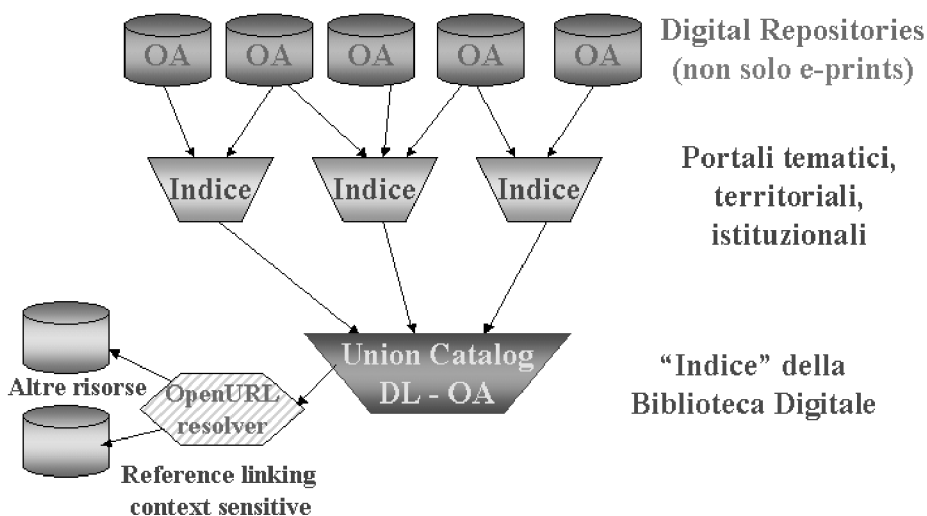 OA OA OA OA OA
Digital Repositories
(non solo e-prints)
Indice Indice Indice
Portali tematici,
territoriali,
istituzionali
Union Catalog
DL - OA
“Indice” della
Biblioteca Digitale
Altre risorse
OpenURL
resolver
Reference linking
context sensitive